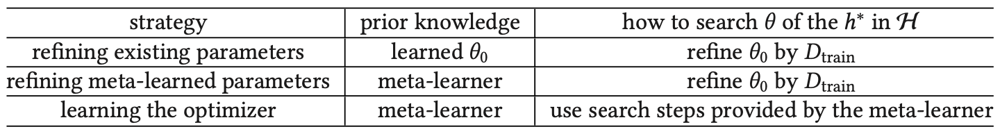 strategy prior knowledge how to search θ of the h* in ℋ
refining existing parameters learned θ₀ refine θ₀ by D_train
refining meta-learned parameters meta-learner refine θ₀ by D_train
learning the optimizer meta-learner use search steps provided by the meta-learner